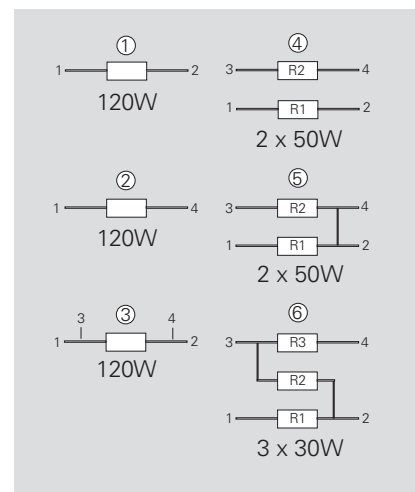 ①
1 2
120W
②
1 4
120W
③
3 4
1 2
120W
④
3 R2 4
1 R1 2
2 x 50W
⑤
3 R2 4
1 R1 2
2 x 50W
⑥
3 R3 4
R2
1 R1 2
3 x 30W